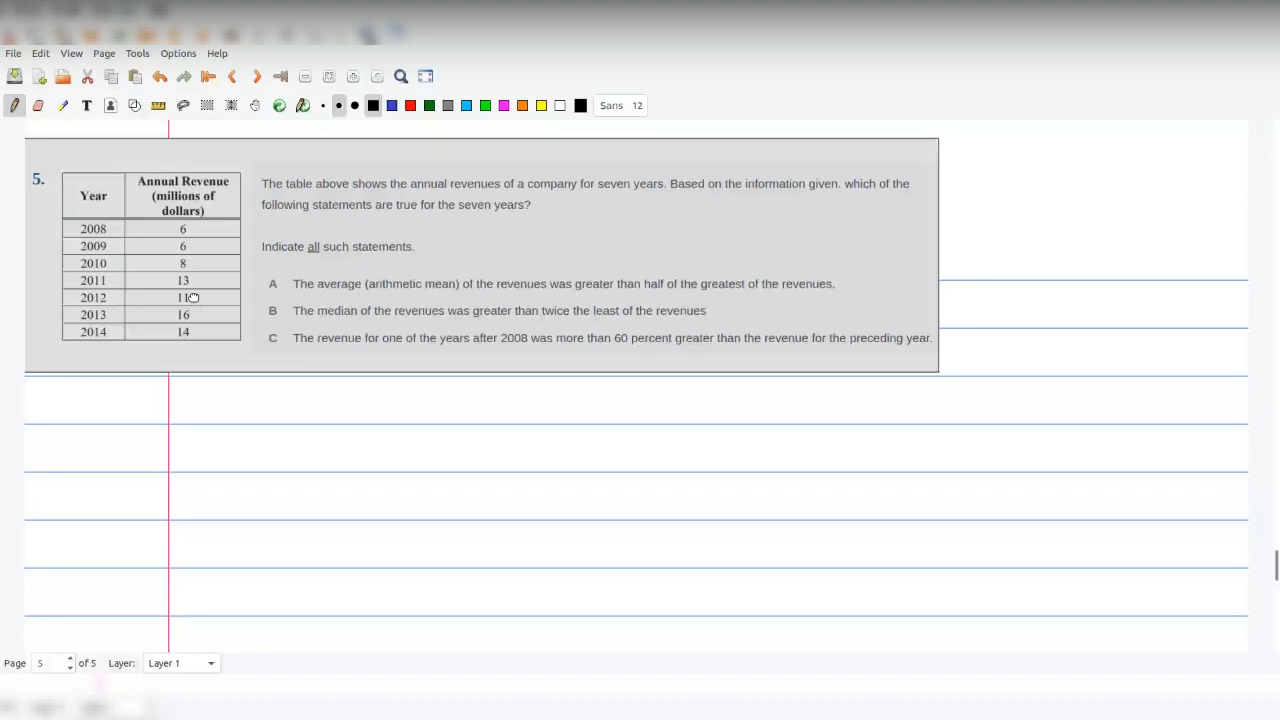 File Edit View Page Tools Options Help
T
Sans 12
5.
Year Annual Revenue
(millions of
dollars)
2008 6
2009 6
2010 8
2011 13
2012 11
2013 16
2014 14
The table above shows the annual revenues of a company for seven years. Based on the information given. which of the
following statements are true for the seven years?
Indicate all such statements.
A The average (arithmetic mean) of the revenues was greater than half of the greatest of the revenues.
B The median of the revenues was greater than twice the least of the revenues
C The revenue for one of the years after 2008 was more than 60 percent greater than the revenue for the preceding year.
Page 5 of 5 Layer: Layer 1